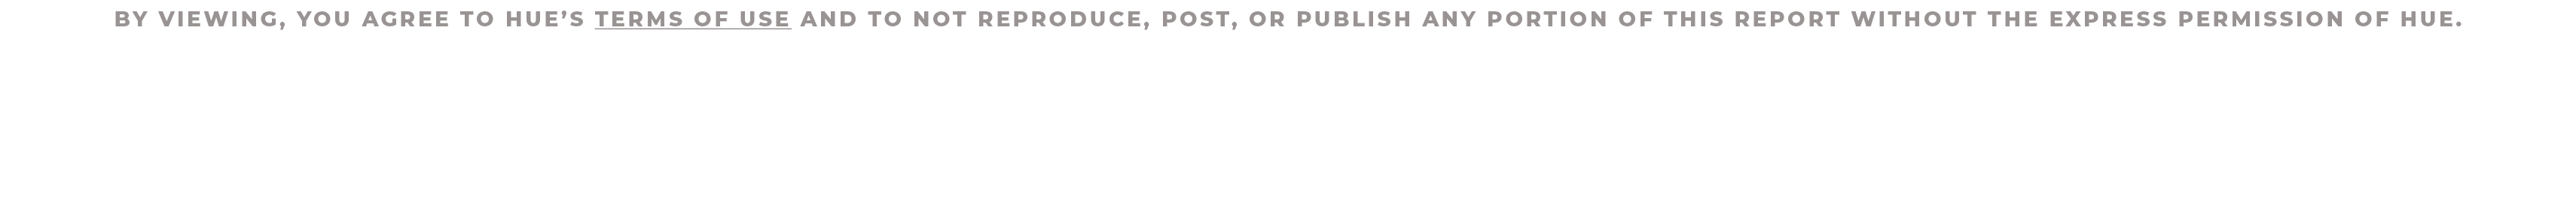 BY VIEWING, YOU AGREE TO HUE’S TERMS OF USE AND TO NOT REPRODUCE, POST, OR PUBLISH ANY PORTION OF THIS REPORT WITHOUT THE EXPRESS PERMISSION OF HUE.